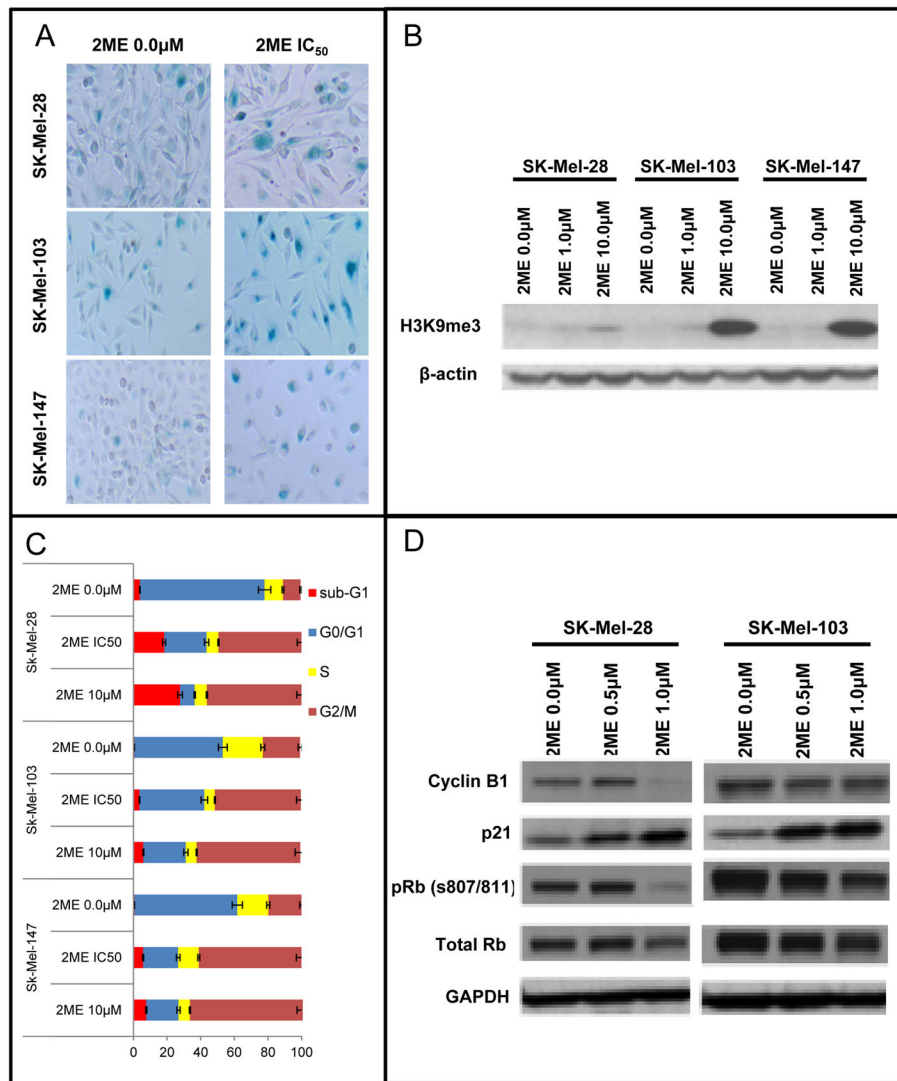 A
2ME 0.0µM
2ME IC50
SK-Mel-28
SK-Mel-103
SK-Mel-147
B
SK-Mel-28
SK-Mel-103
SK-Mel-147
2ME 0.0µM
2ME 1.0µM
2ME 10.0µM
2ME 0.0µM
2ME 1.0µM
2ME 10.0µM
2ME 0.0µM
2ME 1.0µM
2ME 10.0µM
H3K9me3
β-actin
C
Sk-Mel-28
2ME 0.0µM
2ME IC50
2ME 10µM
Sk-Mel-103
2ME 0.0µM
2ME IC50
2ME 10µM
Sk-Mel-147
2ME 0.0µM
2ME IC50
2ME 10µM
0 20 40 60 80 100
sub-G1
G0/G1
S
G2/M
D
SK-Mel-28
SK-Mel-103
2ME 0.0µM
2ME 0.5µM
2ME 1.0µM
2ME 0.0µM
2ME 0.5µM
2ME 1.0µM
Cyclin B1
p21
pRb (s807/811)
Total Rb
GAPDH